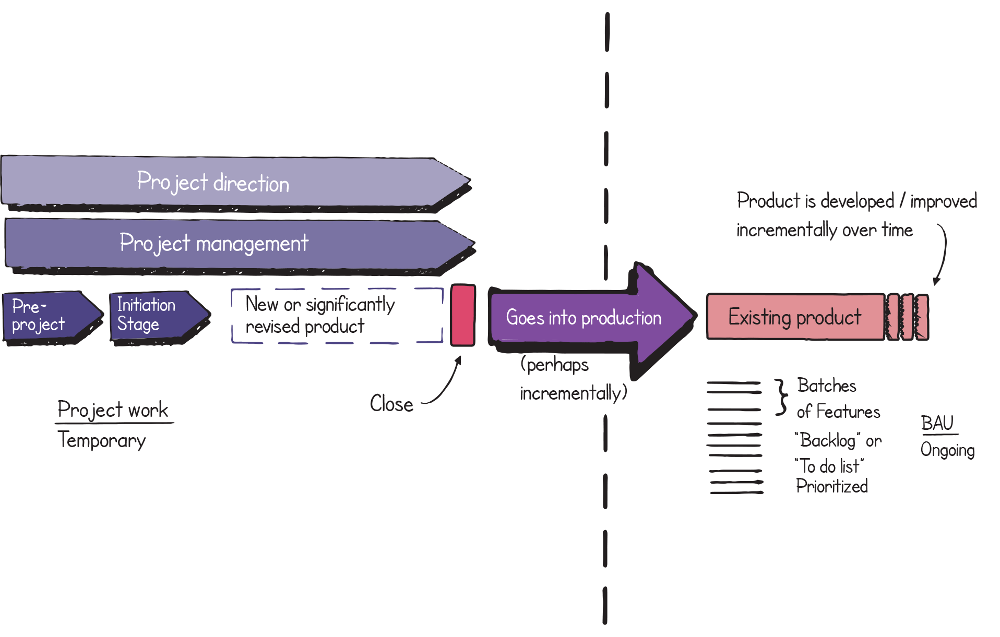 Project direction
Project management
Pre-
project
Initiation
Stage
New or significantly
revised product
Close
Project work
Temporary
Goes into production
(perhaps
incrementally)
Product is developed / improved
incrementally over time
Existing product
Batches
of Features
“Backlog” or
“To do list”
Prioritized
BAU
Ongoing